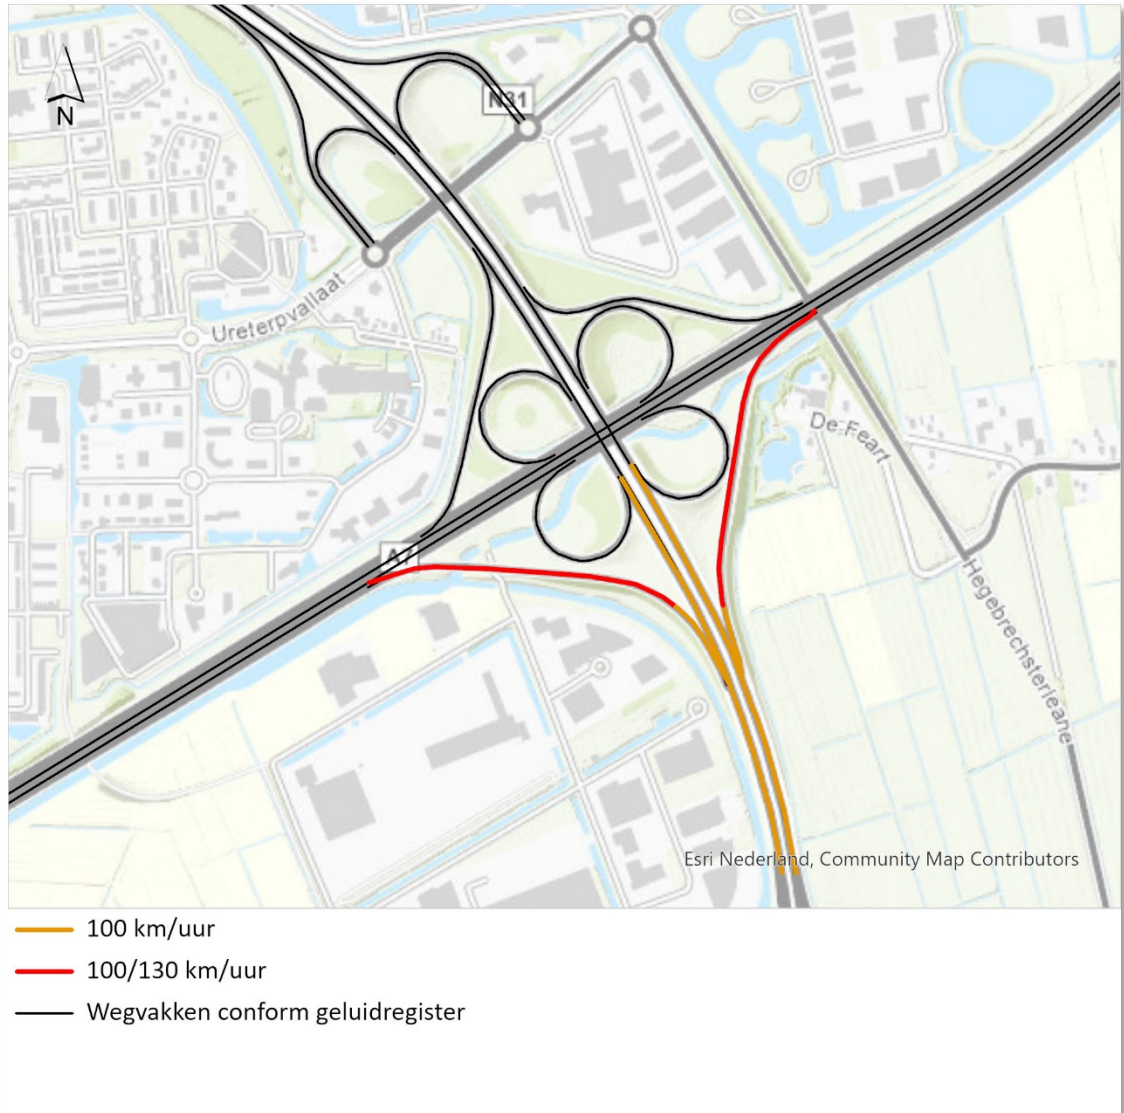 N
N31
Ureterpvallaat
De Feart
A7
Hegebrechsterleane
Esri Nederland, Community Map Contributors
100 km/uur
100/130 km/uur
Wegvakken conform geluidregister